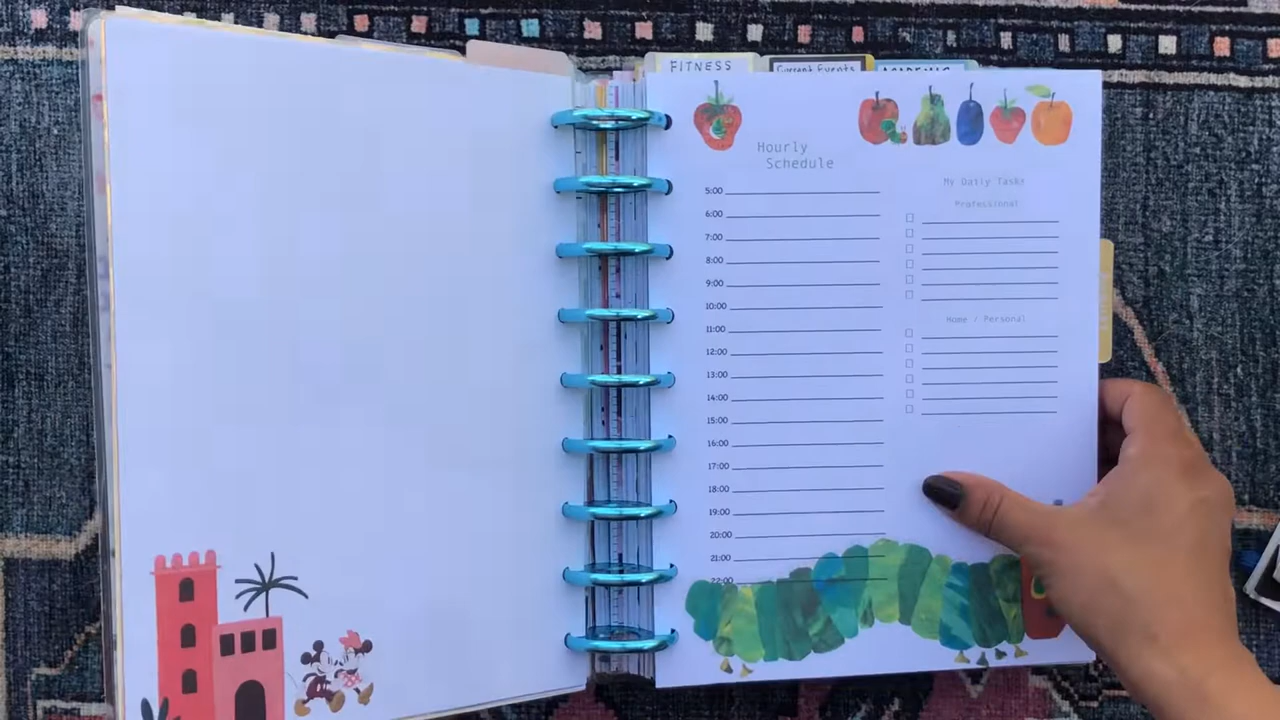 FITNESS
Current Events
ACADEMIC
Hourly
Schedule
5:00
6:00
7:00
8:00
9:00
10:00
11:00
12:00
13:00
14:00
15:00
16:00
17:00
18:00
19:00
20:00
21:00
22:00
My Daily Tasks
Professional
Home / Personal